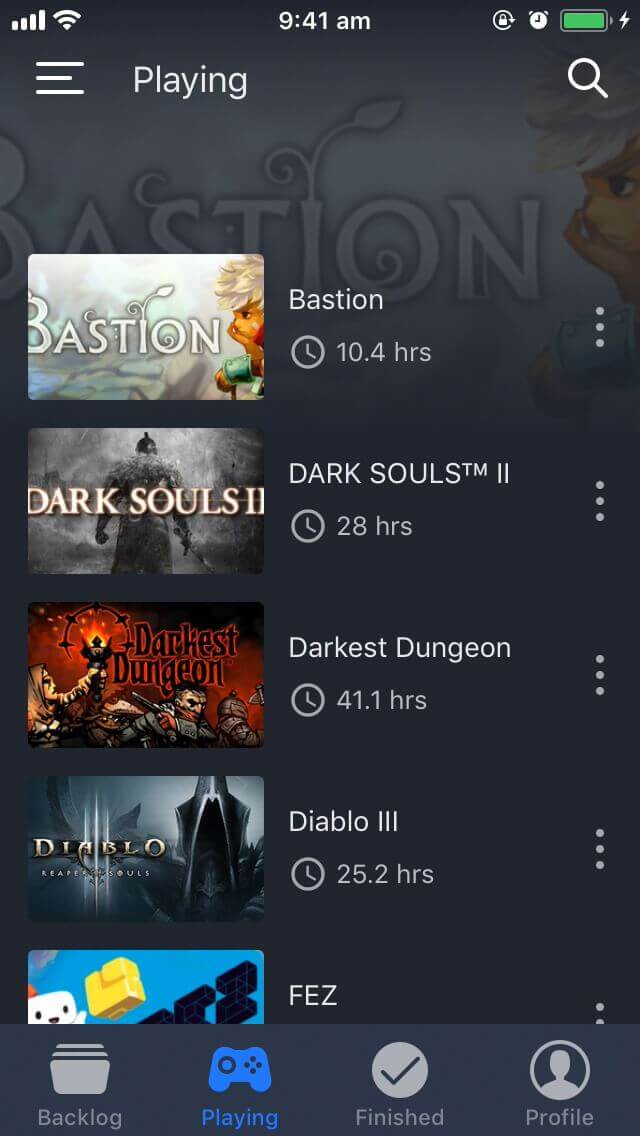 9:41 am
Playing
BASTION
BASTION
Bastion
10.4 hrs
DARK SOULS II
DARK SOULS™ II
28 hrs
Darkest
Dungeon
Darkest Dungeon
41.1 hrs
DIABLO
III
REAPER OF SOULS
Diablo III
25.2 hrs
FEZ
FEZ
Backlog
Playing
Finished
Profile